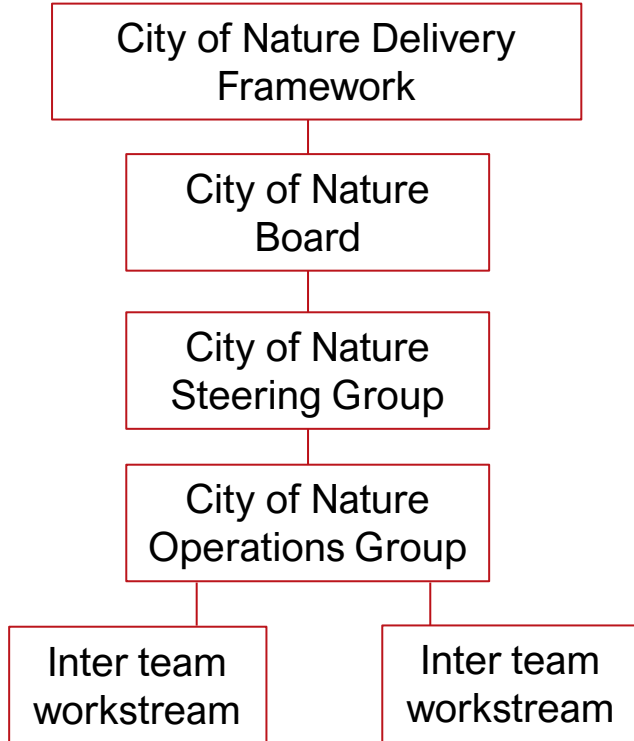 City of Nature Delivery
Framework
City of Nature
Board
City of Nature
Steering Group
City of Nature
Operations Group
Inter team
workstream
Inter team
workstream